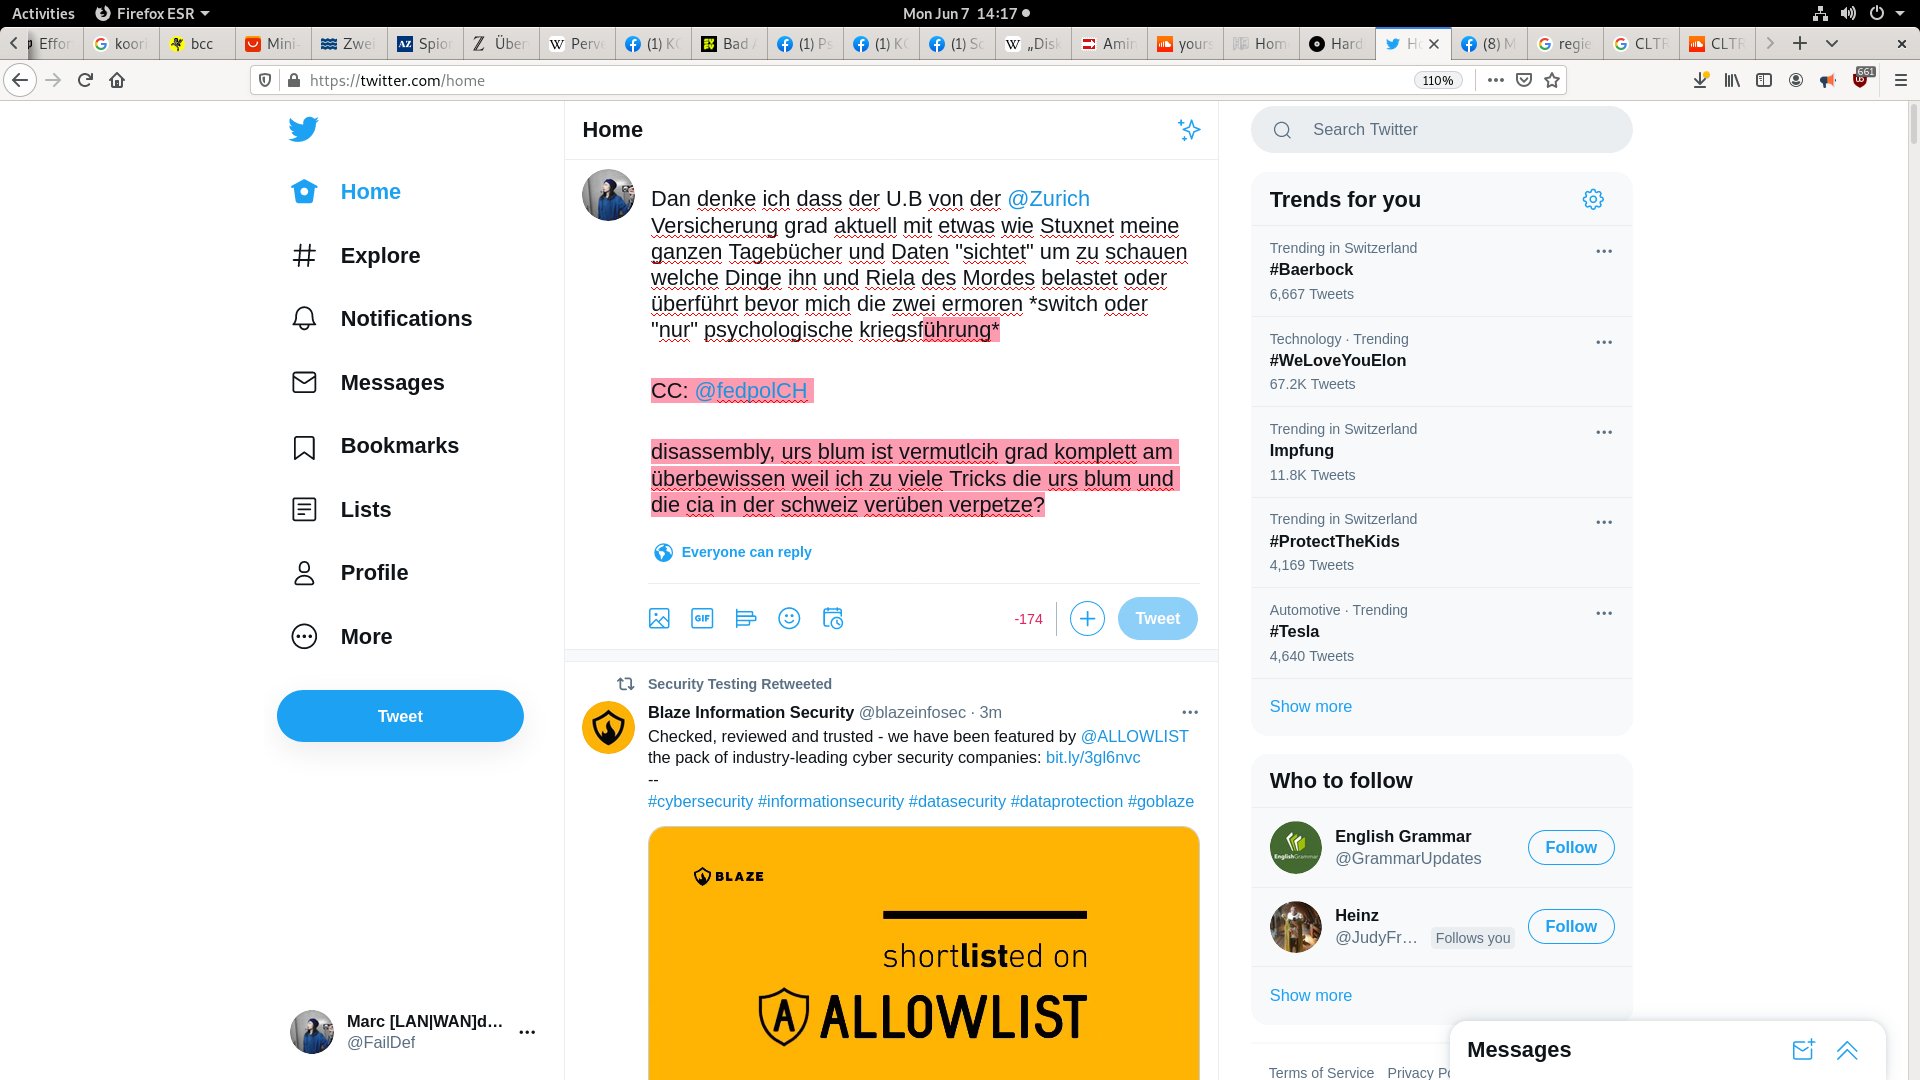 Activities
Firefox ESR
Mon Jun 7 14:17
Effor
koori
bcc
Mini-
Zwei
Spior
Über
Perve
(1) KC
Bad A
(1) Ps
(1) KC
(1) Sc
„Disk
Amin
yours
Home
Hard
(8) M
regie
CLTR
CLTR
https://twitter.com/home
110%
661
Home
Search Twitter
Home
Explore
Notifications
Messages
Bookmarks
Lists
Profile
More
Tweet
Marc [LAN|WAN]d...
@FailDef
Dan denke ich dass der U.B von der @Zurich
Versicherung grad aktuell mit etwas wie Stuxnet meine
ganzen Tagebücher und Daten "sichtet" um zu schauen
welche Dinge ihn und Riela des Mordes belastet oder
überführt bevor mich die zwei ermoren *switch oder
"nur" psychologische kriegsführung*
CC: @fedpolCH
disassembly, urs blum ist vermutlcih grad komplett am
überbewissen weil ich zu viele Tricks die urs blum und
die cia in der schweiz verüben verpetze?
Everyone can reply
GIF
-174
Tweet
Security Testing Retweeted
Blaze Information Security @blazeinfosec · 3m
Checked, reviewed and trusted - we have been featured by @ALLOWLIST
the pack of industry-leading cyber security companies: bit.ly/3gl6nvc
--
#cybersecurity #informationsecurity #datasecurity #dataprotection #goblaze
BLAZE
shortlisted on
ALLOWLIST
Trends for you
Trending in Switzerland
#Baerbock
6,667 Tweets
Technology · Trending
#WeLoveYouElon
67.2K Tweets
Trending in Switzerland
Impfung
11.8K Tweets
Trending in Switzerland
#ProtectTheKids
4,169 Tweets
Automotive · Trending
#Tesla
4,640 Tweets
Show more
Who to follow
English Grammar
@GrammarUpdates
Follow
Heinz
@JudyFr...
Follows you
Follow
Show more
Messages
Terms of Service Privacy Po